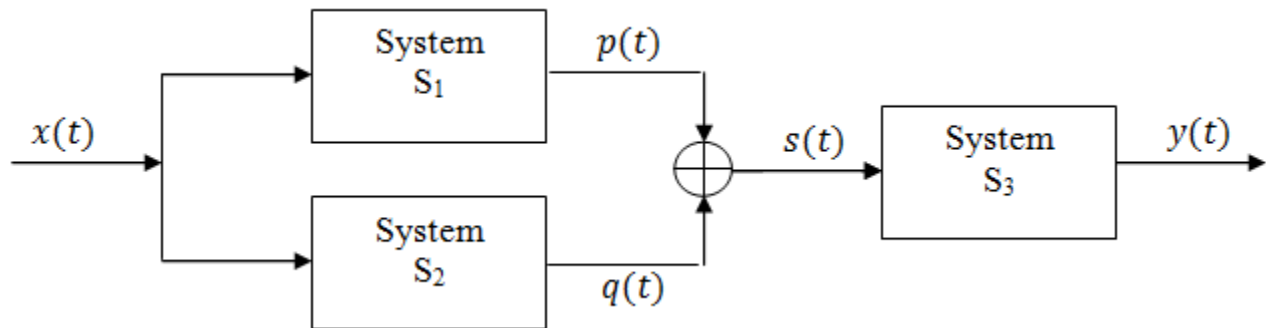 x(t)
System
S₁
p(t)
System
S₂
q(t)
s(t)
System
S₃
y(t)